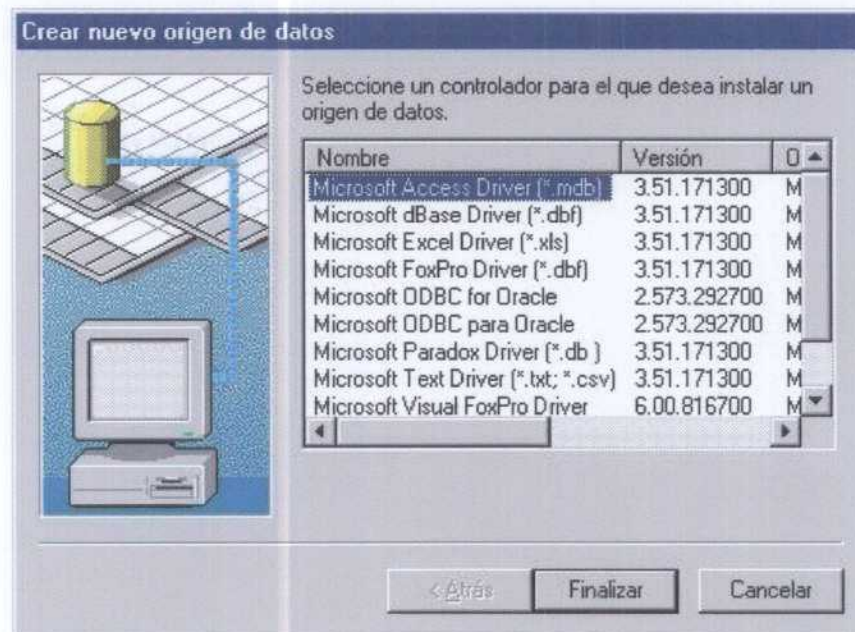 Crear nuevo origen de datos
Seleccione un controlador para el que desea instalar un
origen de datos.
Nombre Versión O
Microsoft Access Driver (*.mdb) 3.51.171300 M
Microsoft dBase Driver (*.dbf) 3.51.171300 M
Microsoft Excel Driver (*.xls) 3.51.171300 M
Microsoft FoxPro Driver (*.dbf) 3.51.171300 M
Microsoft ODBC for Oracle 2.573.292700 M
Microsoft ODBC para Oracle 2.573.292700 M
Microsoft Paradox Driver (*.db ) 3.51.171300 M
Microsoft Text Driver (*.txt; *.csv) 3.51.171300 M
Microsoft Visual FoxPro Driver 6.00.816700 M
< Atrás Finalizar Cancelar